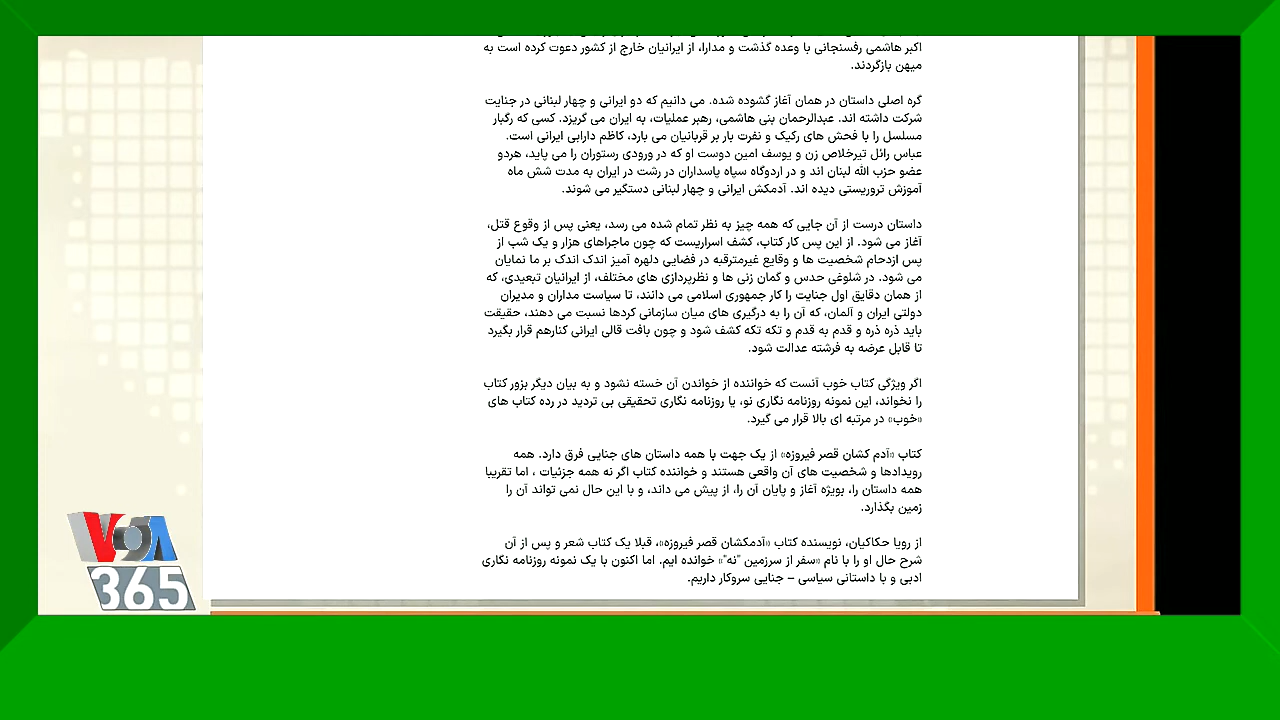 اکبر هاشمی رفسنجانی با وعده گذشت و مدارا، از ایرانیان خارج از کشور دعوت کرده است به
میهن بازگردند.
گره اصلی داستان در همان آغاز گشوده شده. می دانیم که دو ایرانی و چهار لبنانی در جنایت
شرکت داشته اند. عبدالرحمان بنی هاشمی، رهبر عملیات، به ایران می گریزد. کسی که رگبار
مسلسل را با فحش های رکیک و نفرت بار بر قربانیان می بارد، کاظم دارابی ایرانی است.
عباس رائل تیرخلاص زن و یوسف امین دوست او که در ورودی رستوران را می پاید، هردو
عضو حزب الله لبنان اند و در اردوگاه سپاه پاسداران در رشت در ایران به مدت شش ماه
آموزش تروریستی دیده اند. آدمکش ایرانی و چهار لبنانی دستگیر می شوند.
داستان درست از آن جایی که همه چیز به نظر تمام شده می رسد، یعنی پس از وقوع قتل،
آغاز می شود. از این پس کار کتاب، کشف اسراریست که چون ماجراهای هزار و یک شب از
پس ازدحام شخصیت ها و وقایع غیرمترقبه در فضایی دلهره آمیز اندک اندک بر ما نمایان
می شود. در شلوغی حدس و گمان زنی ها و نظرپردازی های مختلف، از ایرانیان تبعیدی، که
از همان دقایق اول جنایت را کار جمهوری اسلامی می دانند، تا سیاست مداران و مدیران
دولتی ایران و آلمان، که آن را به درگیری های میان سازمانی کردها نسبت می دهند، حقیقت
باید ذره ذره و قدم به قدم و تکه تکه کشف شود و چون بافت قالی ایرانی کنارهم قرار بگیرد
تا قابل عرضه به فرشته عدالت شود.
اگر ویژگی کتاب خوب آنست که خواننده از خواندن آن خسته نشود و به بیان دیگر بزور کتاب
را نخواند، این نمونه روزنامه نگاری نو، یا روزنامه نگاری تحقیقی بی تردید در رده کتاب های
«خوب» در مرتبه ای بالا قرار می گیرد.
کتاب «آدم کشان قصر فیروزه» از یک جهت با همه داستان های جنایی فرق دارد. همه
رویدادها و شخصیت های آن واقعی هستند و خواننده کتاب اگر نه همه جزئیات ، اما تقریبا
همه داستان را، بویژه آغاز و پایان آن را، از پیش می داند، و با این حال نمی تواند آن را
زمین بگذارد.
از رویا حکاکیان، نویسنده کتاب «آدمکشان قصر فیروزه»، قبلا یک کتاب شعر و پس از آن
شرح حال او را با نام «سفر از سرزمین "نه"» خوانده ایم. اما اکنون با یک نمونه روزنامه نگاری
ادبی و با داستانی سیاسی – جنایی سروکار داریم.
VOA
365